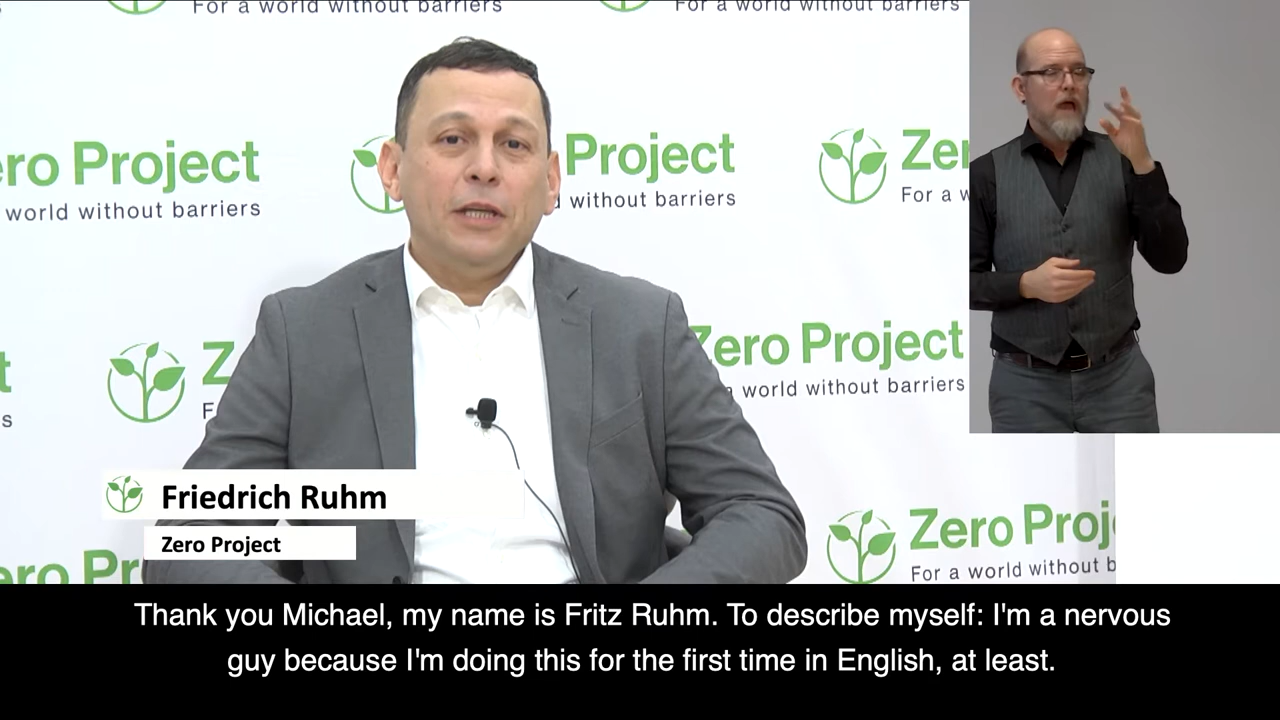 For a world without barriers
For a world without barriers
ero Project
world without barriers
Project
without barriers
Zer
For a w
Zero Project
a world without barriers
Z
F
Friedrich Ruhm
Zero Project
Zero Proj
For a world without b
ero Pr
Thank you Michael, my name is Fritz Ruhm. To describe myself: I'm a nervous
guy because I'm doing this for the first time in English, at least.